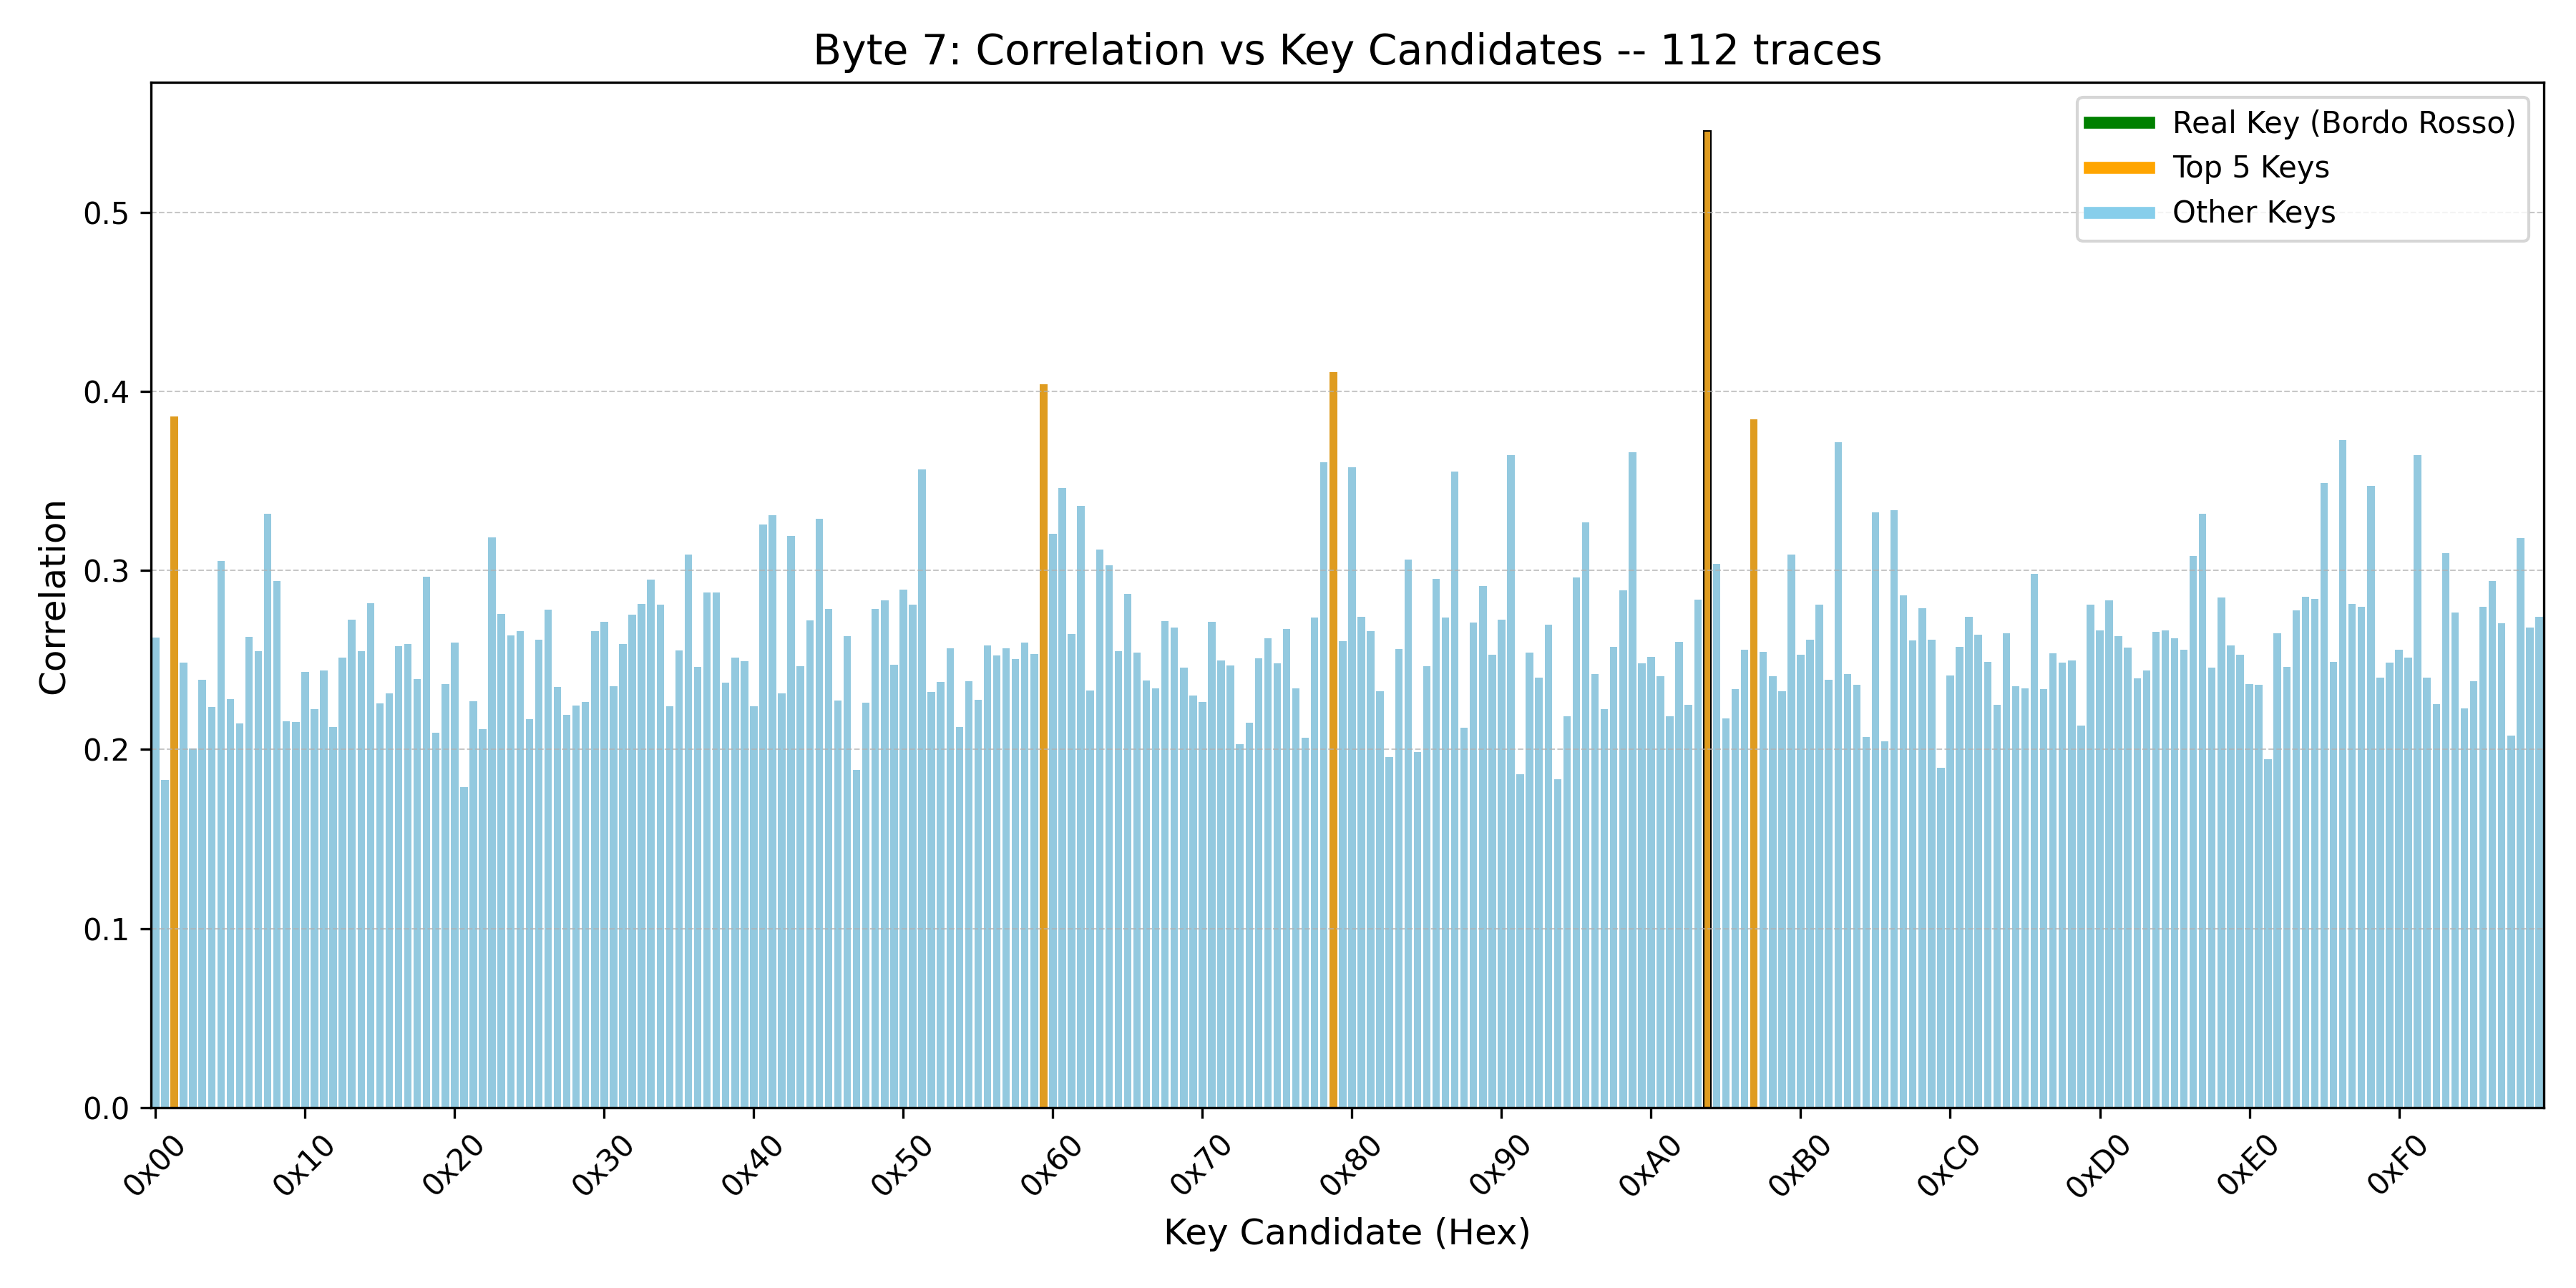 Byte 7: Correlation vs Key Candidates -- 112 traces
Real Key (Bordo Rosso)
Top 5 Keys
Other Keys
Correlation
0.5
0.4
0.3
0.2
0.1
0.0
0x00 0x10 0x20 0x30 0x40 0x50 0x60 0x70 0x80 0x90 0xA0 0xB0 0xC0 0xD0 0xE0 0xF0
Key Candidate (Hex)